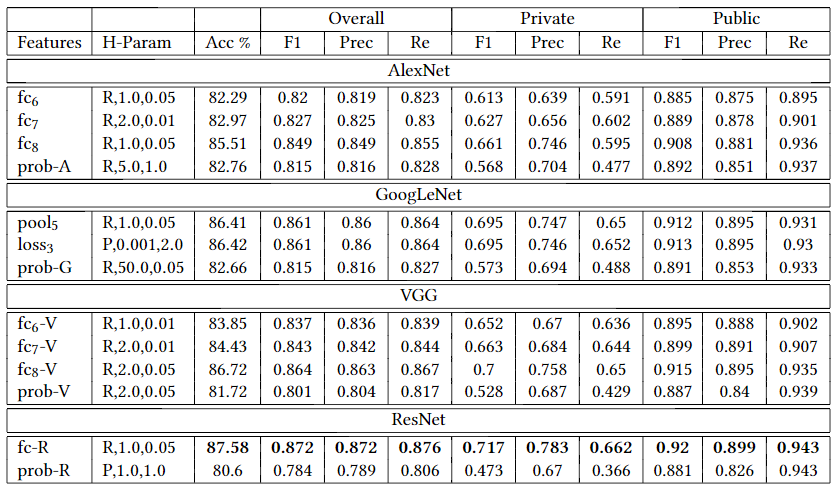 Overall Private Public
Features H-Param Acc % F1 Prec Re F1 Prec Re F1 Prec Re
AlexNet
fc₆ R,1.0,0.05 82.29 0.82 0.819 0.823 0.613 0.639 0.591 0.885 0.875 0.895
fc₇ R,2.0,0.01 82.97 0.827 0.825 0.83 0.627 0.656 0.602 0.889 0.878 0.901
fc₈ R,1.0,0.05 85.51 0.849 0.849 0.855 0.661 0.746 0.595 0.908 0.881 0.936
prob-A R,5.0,1.0 82.76 0.815 0.816 0.828 0.568 0.704 0.477 0.892 0.851 0.937
GoogLeNet
pool₅ R,1.0,0.05 86.41 0.861 0.86 0.864 0.695 0.747 0.65 0.912 0.895 0.931
loss₃ P,0.001,2.0 86.42 0.861 0.86 0.864 0.695 0.746 0.652 0.913 0.895 0.93
prob-G R,50.0,0.05 82.66 0.815 0.816 0.827 0.573 0.694 0.488 0.891 0.853 0.933
VGG
fc₆-V R,1.0,0.01 83.85 0.837 0.836 0.839 0.652 0.67 0.636 0.895 0.888 0.902
fc₇-V R,2.0,0.01 84.43 0.843 0.842 0.844 0.663 0.684 0.644 0.899 0.891 0.907
fc₈-V R,2.0,0.05 86.72 0.864 0.863 0.867 0.7 0.758 0.65 0.915 0.895 0.935
prob-V R,2.0,0.05 81.72 0.801 0.804 0.817 0.528 0.687 0.429 0.887 0.84 0.939
ResNet
fc-R R,1.0,0.05 87.58 0.872 0.872 0.876 0.717 0.783 0.662 0.92 0.899 0.943
prob-R P,1.0,1.0 80.6 0.784 0.789 0.806 0.473 0.67 0.366 0.881 0.826 0.943